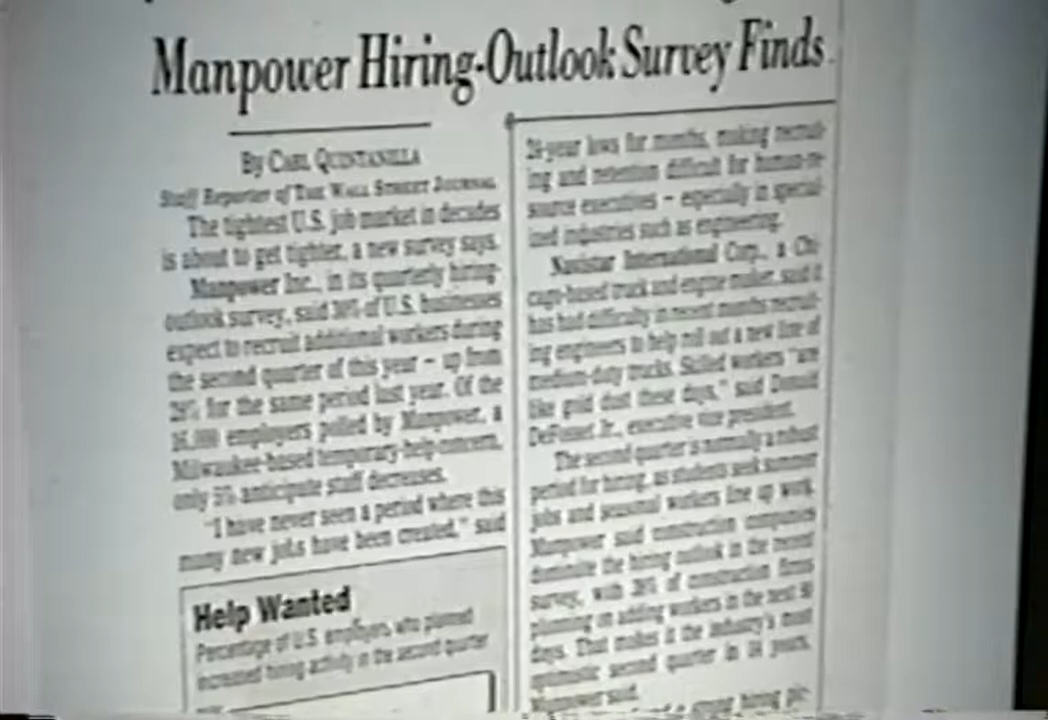 Manpower Hiring-Outlook Survey Finds
By CARL QUINTANILLA
Staff Reporter of THE WALL STREET JOURNAL
The tightest U.S. job market in decades
is about to get tighter, a new survey says.
Manpower Inc., in its quarterly hiring-
outlook survey, said 30% of U.S. businesses
expect to recruit additional workers during
the second quarter of this year – up from
for the same period last year. Of the
employers polled by Manpower, a
Milwaukee-based temporary-help concern,
only 5% anticipate staff decreases.
"I have never seen a period where this
many new jobs have been created," said
Help Wanted
Percentage of U.S. employers who planned
increased hiring activity in the second quarter
24-year lows for months, making recruit-
ing and retention difficult for human-re-
source executives – especially in special-
ized industries such as engineering.
Navistar International Corp., a Chi-
cago-based truck and engine maker, said it
has had difficulty in recent months recruit-
ing engineers to help roll out a new line of
medium-duty trucks. Skilled workers "are
like gold dust these days," said Donald
Jr., executive vice president.
The second quarter is normally a robust
period for hiring, as students seek summer
jobs and seasonal workers line up work.
Manpower said construction companies
the hiring outlook in the recent
survey, with of construction firms
planning on adding workers in the next
days. That makes it the industry's most
optimistic second quarter in years,
Manpower said.
hiring